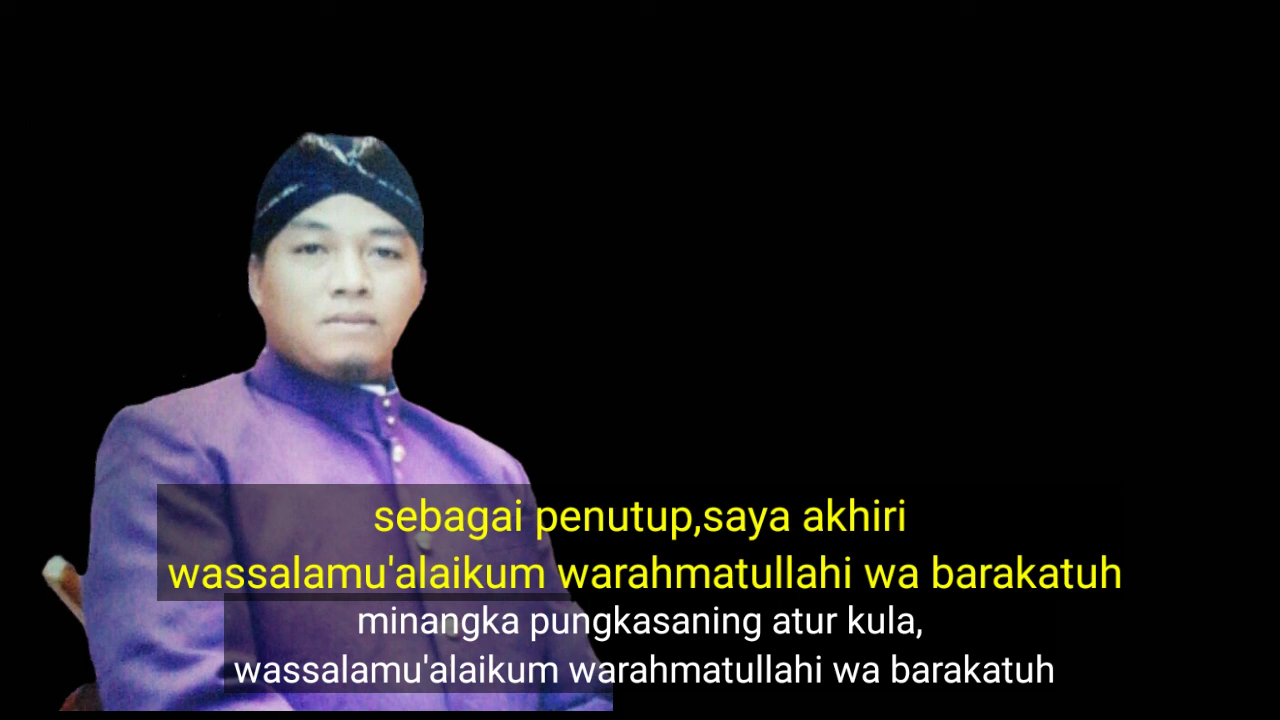 sebagai penutup,saya akhiri
wassalamu'alaikum warahmatullahi wa barakatuh
minangka pungkasaning atur kula,
wassalamu'alaikum warahmatullahi wa barakatuh